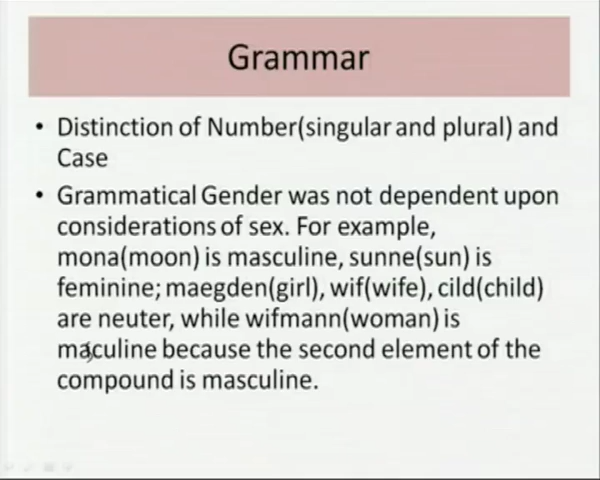 Grammar
• Distinction of Number(singular and plural) and
Case
• Grammatical Gender was not dependent upon
considerations of sex. For example,
mona(moon) is masculine, sunne(sun) is
feminine; maegden(girl), wif(wife), cild(child)
are neuter, while wifmann(woman) is
maculine because the second element of the
compound is masculine.